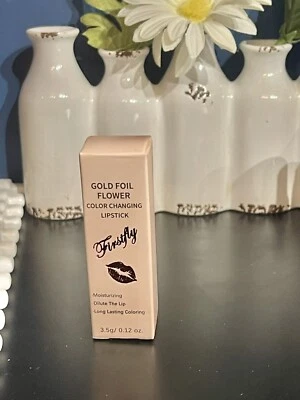 GOLD FOIL
FLOWER
COLOR CHANGING
LIPSTICK
Firstfly
Moisturizing
Dilute The Lip
Long Lasting Coloring
3.5g/ 0.12 oz.